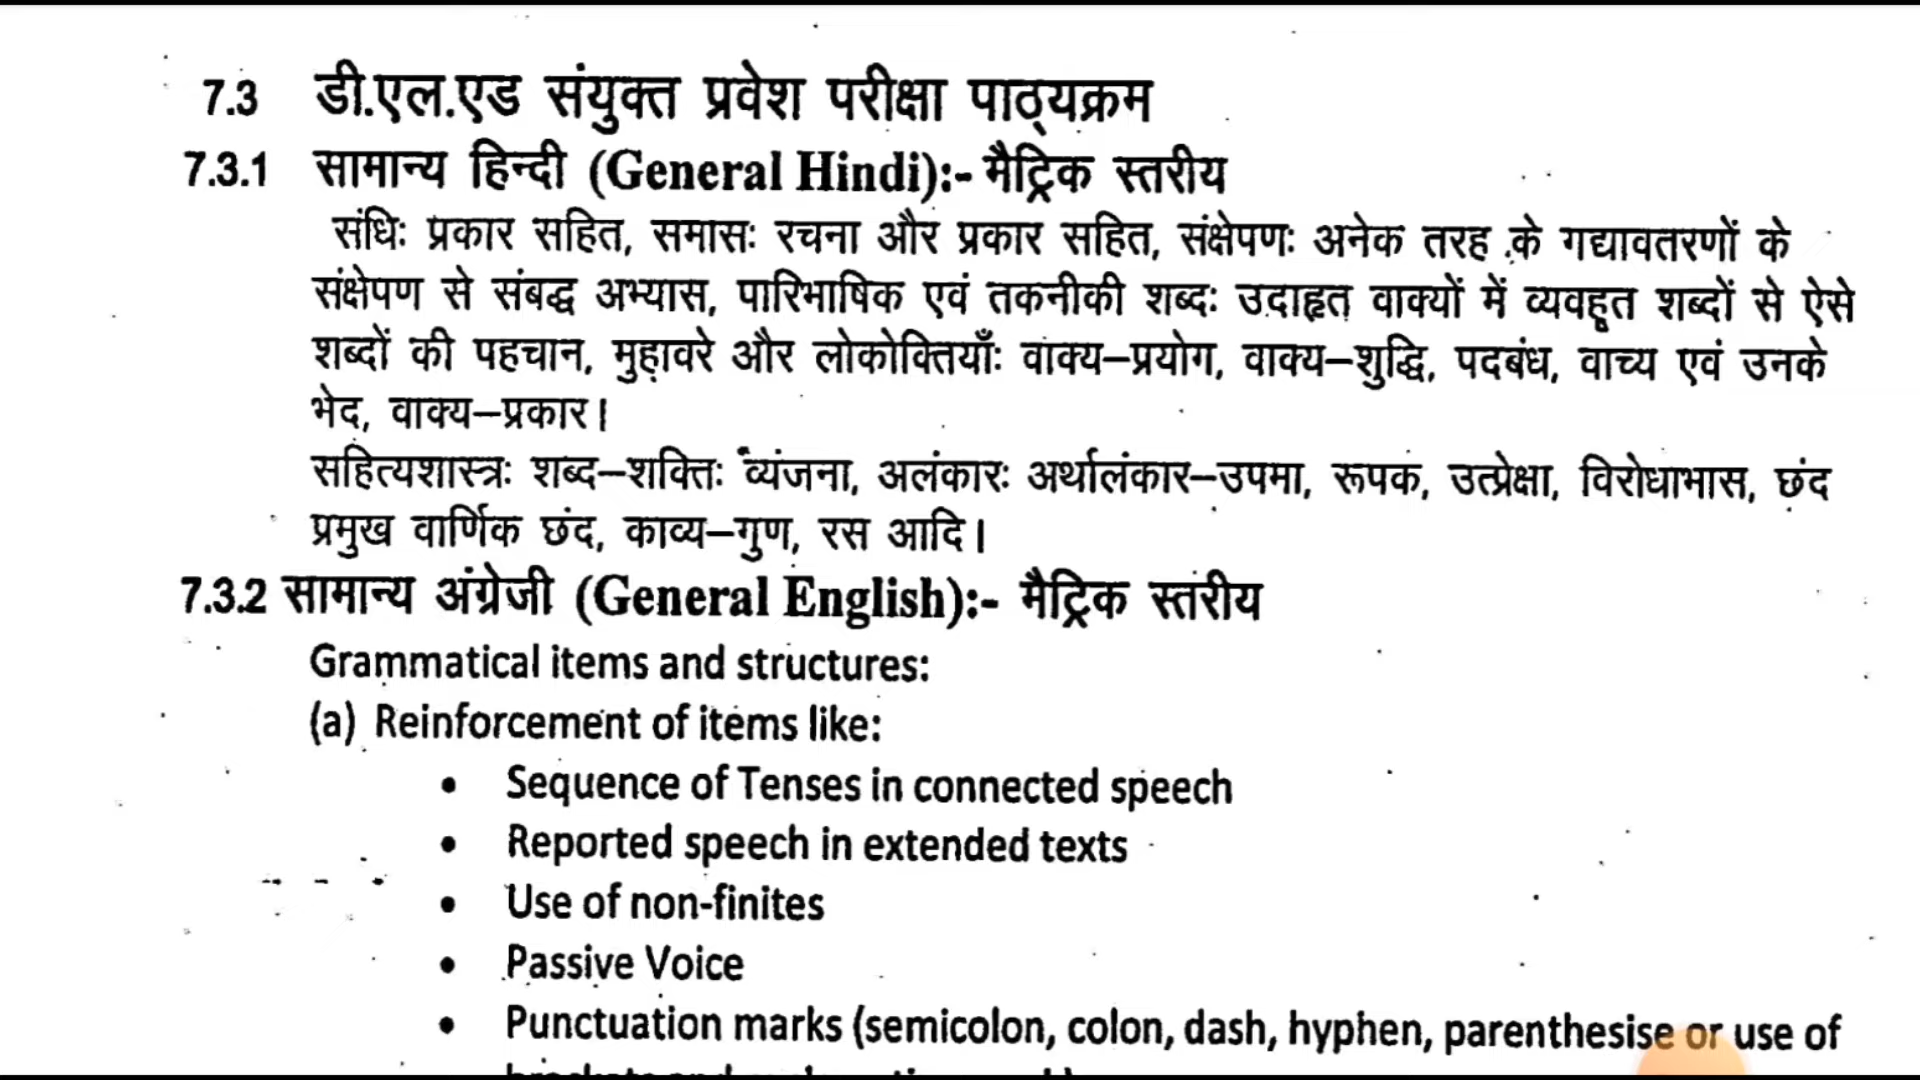 7.3 डी.एल.एड संयुक्त प्रवेश परीक्षा पाठ्यक्रम
7.3.1 सामान्य हिन्दी (General Hindi):- मैट्रिक स्तरीय
संधिः प्रकार सहित, समासः रचना और प्रकार सहित, संक्षेपणः अनेक तरह के गद्यावतरणों के
संक्षेपण से संबद्ध अभ्यास, पारिभाषिक एवं तकनीकी शब्दः उदाहृत वाक्यों में व्यवहृत शब्दों से ऐसे
शब्दों की पहचान, मुहावरे और लोकोक्तियाँः वाक्य–प्रयोग, वाक्य–शुद्धि, पदबंध, वाच्य एवं उनके
भेद, वाक्य–प्रकार।
सहित्यशास्त्रः शब्द–शक्तिः व्यंजना, अलंकारः अर्थालंकार–उपमा, रूपक, उत्प्रेक्षा, विरोधाभास, छंद
प्रमुख वार्णिक छंद, काव्य–गुण, रस आदि।
7.3.2 सामान्य अंग्रेजी (General English):- मैट्रिक स्तरीय
Grammatical items and structures:
(a) Reinforcement of items like:
• Sequence of Tenses in connected speech
• Reported speech in extended texts
• Use of non-finites
• Passive Voice
• Punctuation marks (semicolon, colon, dash, hyphen, parenthesise or use of